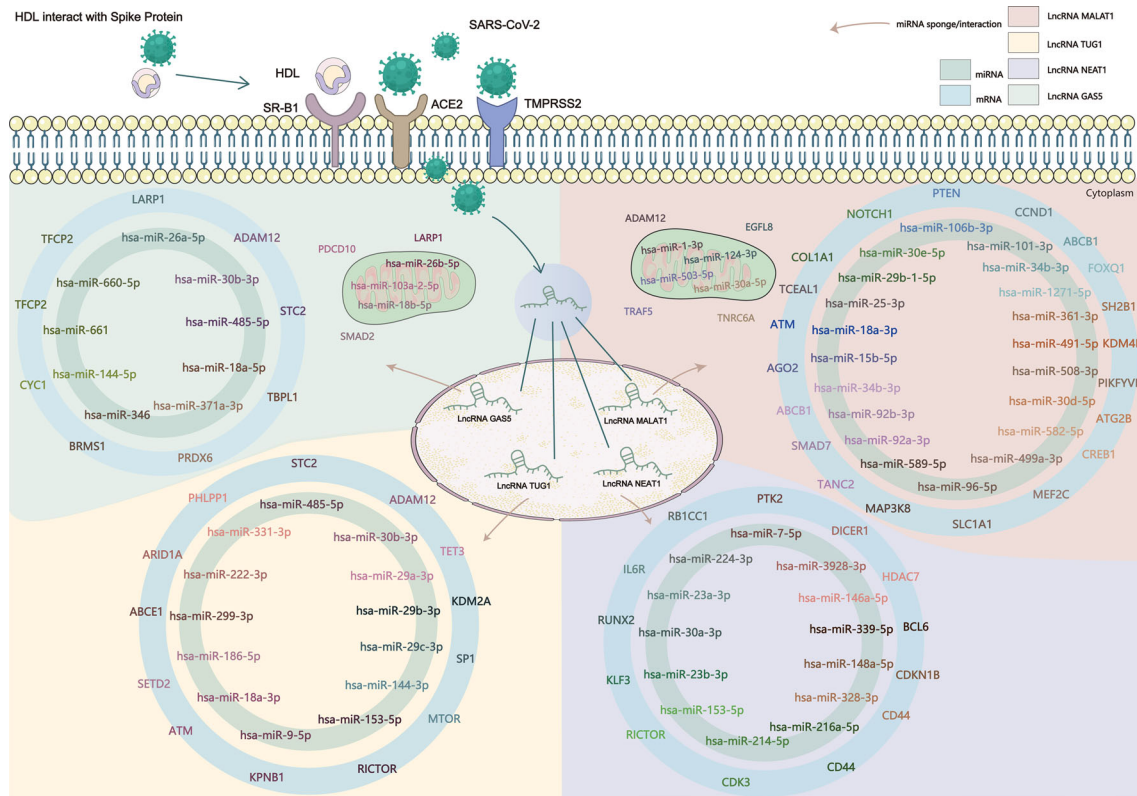 HDL interact with Spike Protein
SARS-CoV-2
miRNA sponge/interaction
LncRNA MALAT1
LncRNA TUG1
miRNA
LncRNA NEAT1
mRNA
LncRNA GAS5
HDL
SR-B1
ACE2
TMPRSS2
Cytoplasm
LARP1
TFCP2
hsa-miR-26a-5p
ADAM12
hsa-miR-660-5p
hsa-miR-30b-3p
TFCP2
STC2
hsa-miR-661
hsa-miR-485-5p
CYC1
hsa-miR-144-5p
hsa-miR-18a-5p
TBPL1
hsa-miR-346
hsa-miR-371a-3p
BRMS1
PRDX6
PDCD10
LARP1
hsa-miR-26b-5p
hsa-miR-103a-2-5p
hsa-miR-18b-5p
SMAD2
ADAM12
EGFL8
hsa-miR-1-3p
hsa-miR-124-3p
hsa-miR-503-5p
hsa-miR-30a-5p
TRAF5
TNRC6A
PTEN
NOTCH1
CCND1
hsa-miR-106b-3p
hsa-miR-101-3p
ABCB1
COL1A1
hsa-miR-30e-5p
hsa-miR-34b-3p
FOXQ1
hsa-miR-29b-1-5p
TCEAL1
hsa-miR-1271-5p
hsa-miR-25-3p
SH2B1
hsa-miR-361-3p
ATM
hsa-miR-18a-3p
hsa-miR-491-5p
AGO2
hsa-miR-15b-5p
hsa-miR-508-3p
hsa-miR-34b-3p
hsa-miR-30d-5p
ABCB1
hsa-miR-92b-3p
ATG2B
hsa-miR-582-5p
SMAD7
hsa-miR-92a-3p
CREB1
hsa-miR-589-5p
hsa-miR-499a-3p
TANC2
hsa-miR-96-5p
MEF2C
MAP3K8
SLC1A1
LncRNA GAS5
LncRNA MALAT1
LncRNA TUG1
LncRNA NEAT1
STC2
PHLPP1
hsa-miR-485-5p
ADAM12
hsa-miR-331-3p
hsa-miR-30b-3p
TET3
ARID1A
hsa-miR-222-3p
hsa-miR-29a-3p
ABCE1
hsa-miR-299-3p
hsa-miR-29b-3p
KDM2A
hsa-miR-186-5p
hsa-miR-29c-3p
SP1
SETD2
hsa-miR-18a-3p
hsa-miR-144-3p
MTOR
ATM
hsa-miR-9-5p
hsa-miR-153-5p
KPNB1
RICTOR
PTK2
RB1CC1
hsa-miR-7-5p
DICER1
hsa-miR-224-3p
hsa-miR-3928-3p
IL6R
HDAC7
hsa-miR-23a-3p
hsa-miR-146a-5p
RUNX2
hsa-miR-30a-3p
hsa-miR-339-5p
BCL6
hsa-miR-148a-5p
CDKN1B
KLF3
hsa-miR-23b-3p
hsa-miR-328-3p
CD44
hsa-miR-153-5p
hsa-miR-216a-5p
RICTOR
hsa-miR-214-5p
CD44
CDK3